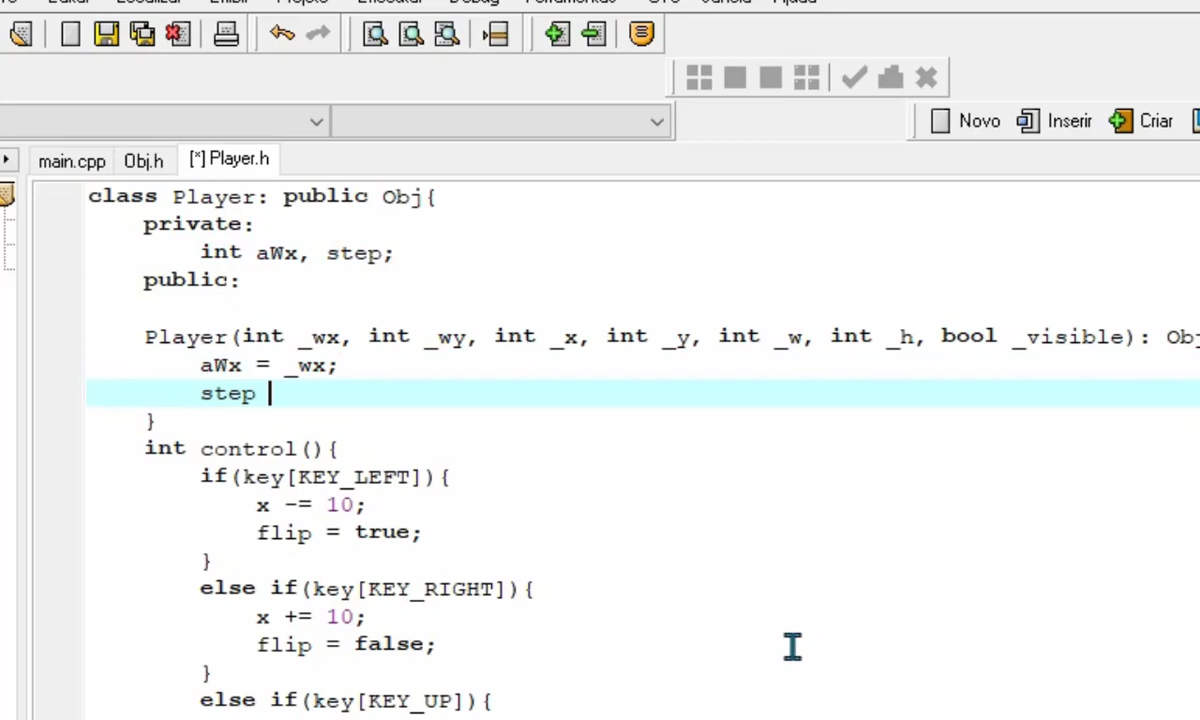 Novo Inserir Criar
main.cpp Obj.h [*] Player.h
class Player: public Obj{
private:
int aWx, step;
public:
Player(int _wx, int _wy, int _x, int _y, int _w, int _h, bool _visible): Obj
aWx = _wx;
step
}
int control(){
if(key[KEY_LEFT]){
x -= 10;
flip = true;
}
else if(key[KEY_RIGHT]){
x += 10;
flip = false;
}
else if(key[KEY_UP]){